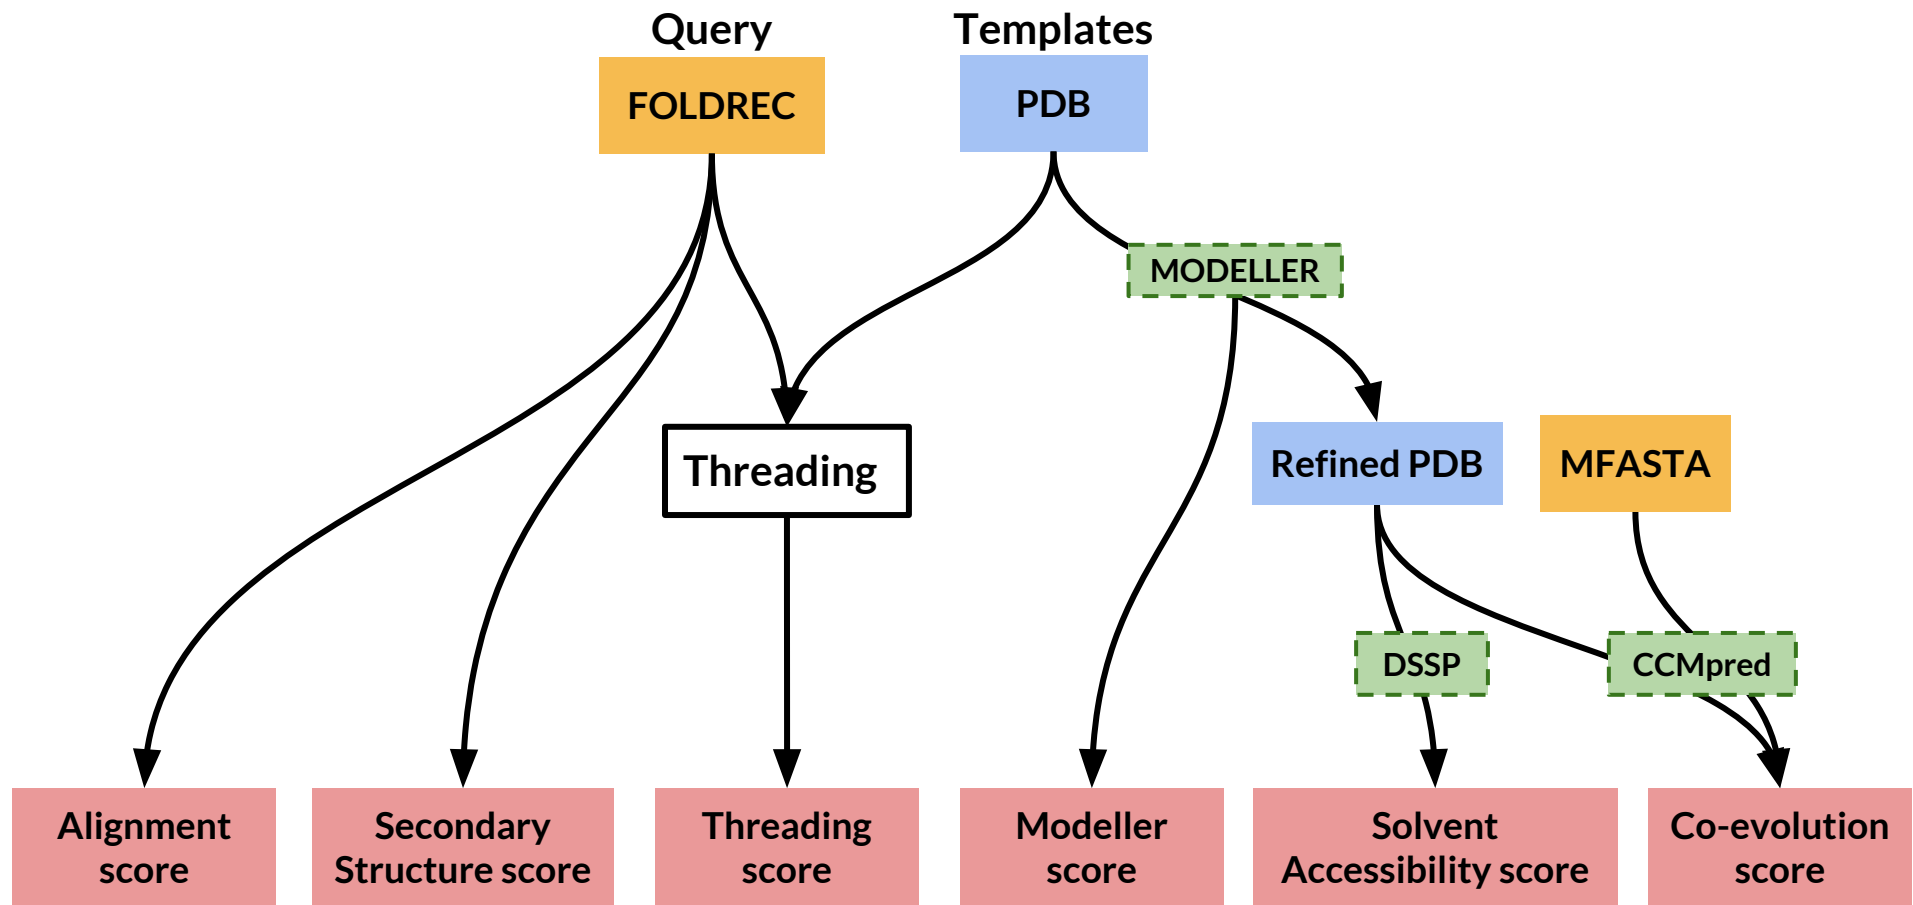 Query
Templates
FOLDREC
PDB
MODELLER
Threading
Refined PDB
MFASTA
DSSP
CCMpred
Alignment
score
Secondary
Structure score
Threading
score
Modeller
score
Solvent
Accessibility score
Co-evolution
score